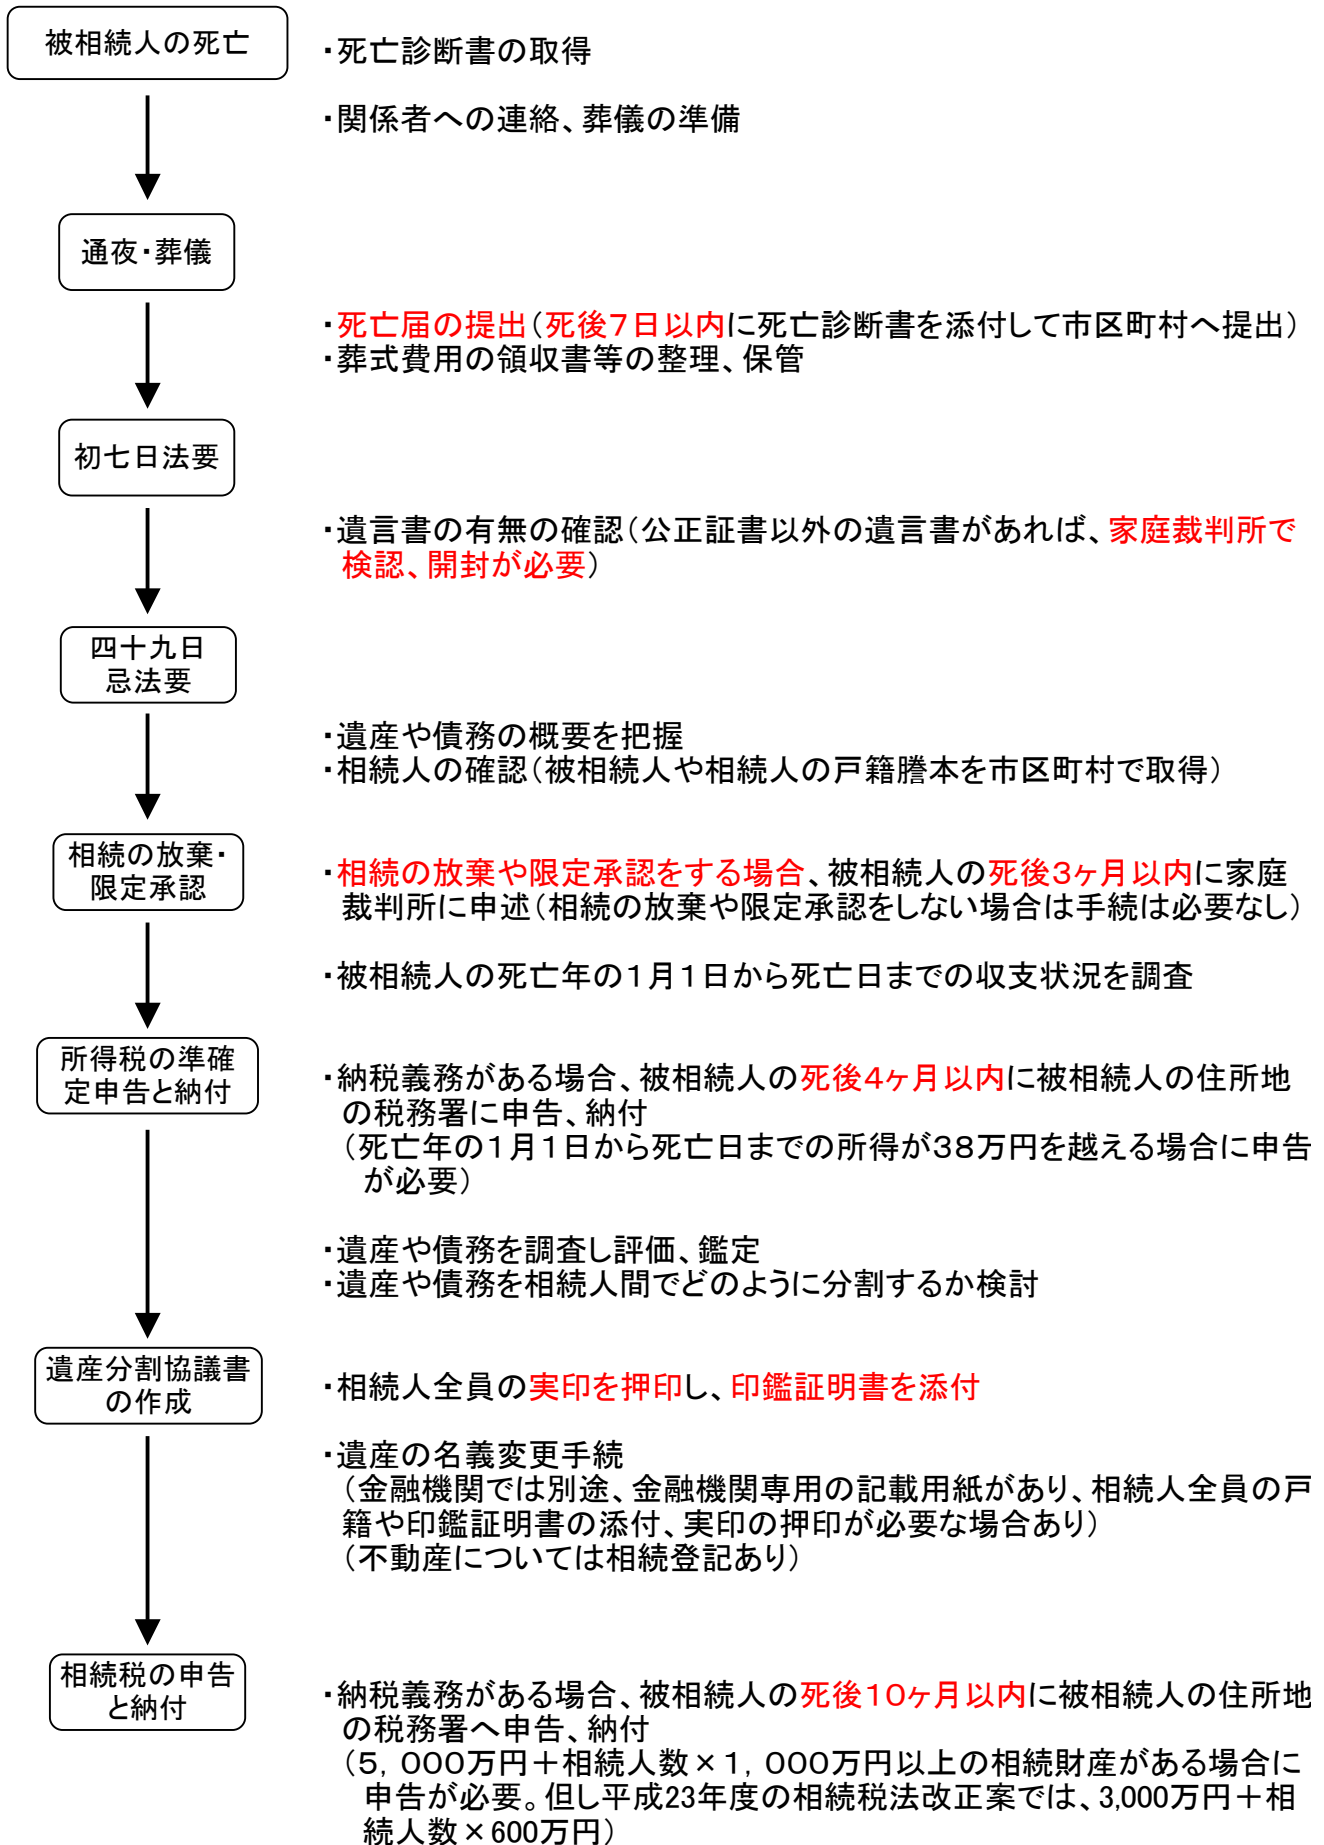 被相続人の死亡
・死亡診断書の取得
・関係者への連絡、葬儀の準備
通夜・葬儀
・死亡届の提出（死後７日以内に死亡診断書を添付して市区町村へ提出）
・葬式費用の領収書等の整理、保管
初七日法要
・遺言書の有無の確認（公正証書以外の遺言書があれば、家庭裁判所で
検認、開封が必要）
四十九日
忌法要
・遺産や債務の概要を把握
・相続人の確認（被相続人や相続人の戸籍謄本を市区町村で取得）
相続の放棄・
限定承認
・相続の放棄や限定承認をする場合、被相続人の死後３ヶ月以内に家庭
裁判所に申述（相続の放棄や限定承認をしない場合は手続は必要なし）
・被相続人の死亡年の１月１日から死亡日までの収支状況を調査
所得税の準確
定申告と納付
・納税義務がある場合、被相続人の死後４ヶ月以内に被相続人の住所地
の税務署に申告、納付
（死亡年の１月１日から死亡日までの所得が３８万円を越える場合に申告
が必要）
・遺産や債務を調査し評価、鑑定
・遺産や債務を相続人間でどのように分割するか検討
遺産分割協議書
の作成
・相続人全員の実印を押印し、印鑑証明書を添付
・遺産の名義変更手続
（金融機関では別途、金融機関専用の記載用紙があり、相続人全員の戸
籍や印鑑証明書の添付、実印の押印が必要な場合あり）
（不動産については相続登記あり）
相続税の申告
と納付
・納税義務がある場合、被相続人の死後１０ヶ月以内に被相続人の住所地
の税務署へ申告、納付
（５，０００万円＋相続人数×１，０００万円以上の相続財産がある場合に
申告が必要。但し平成23年度の相続税法改正案では、3,000万円＋相
続人数×600万円）